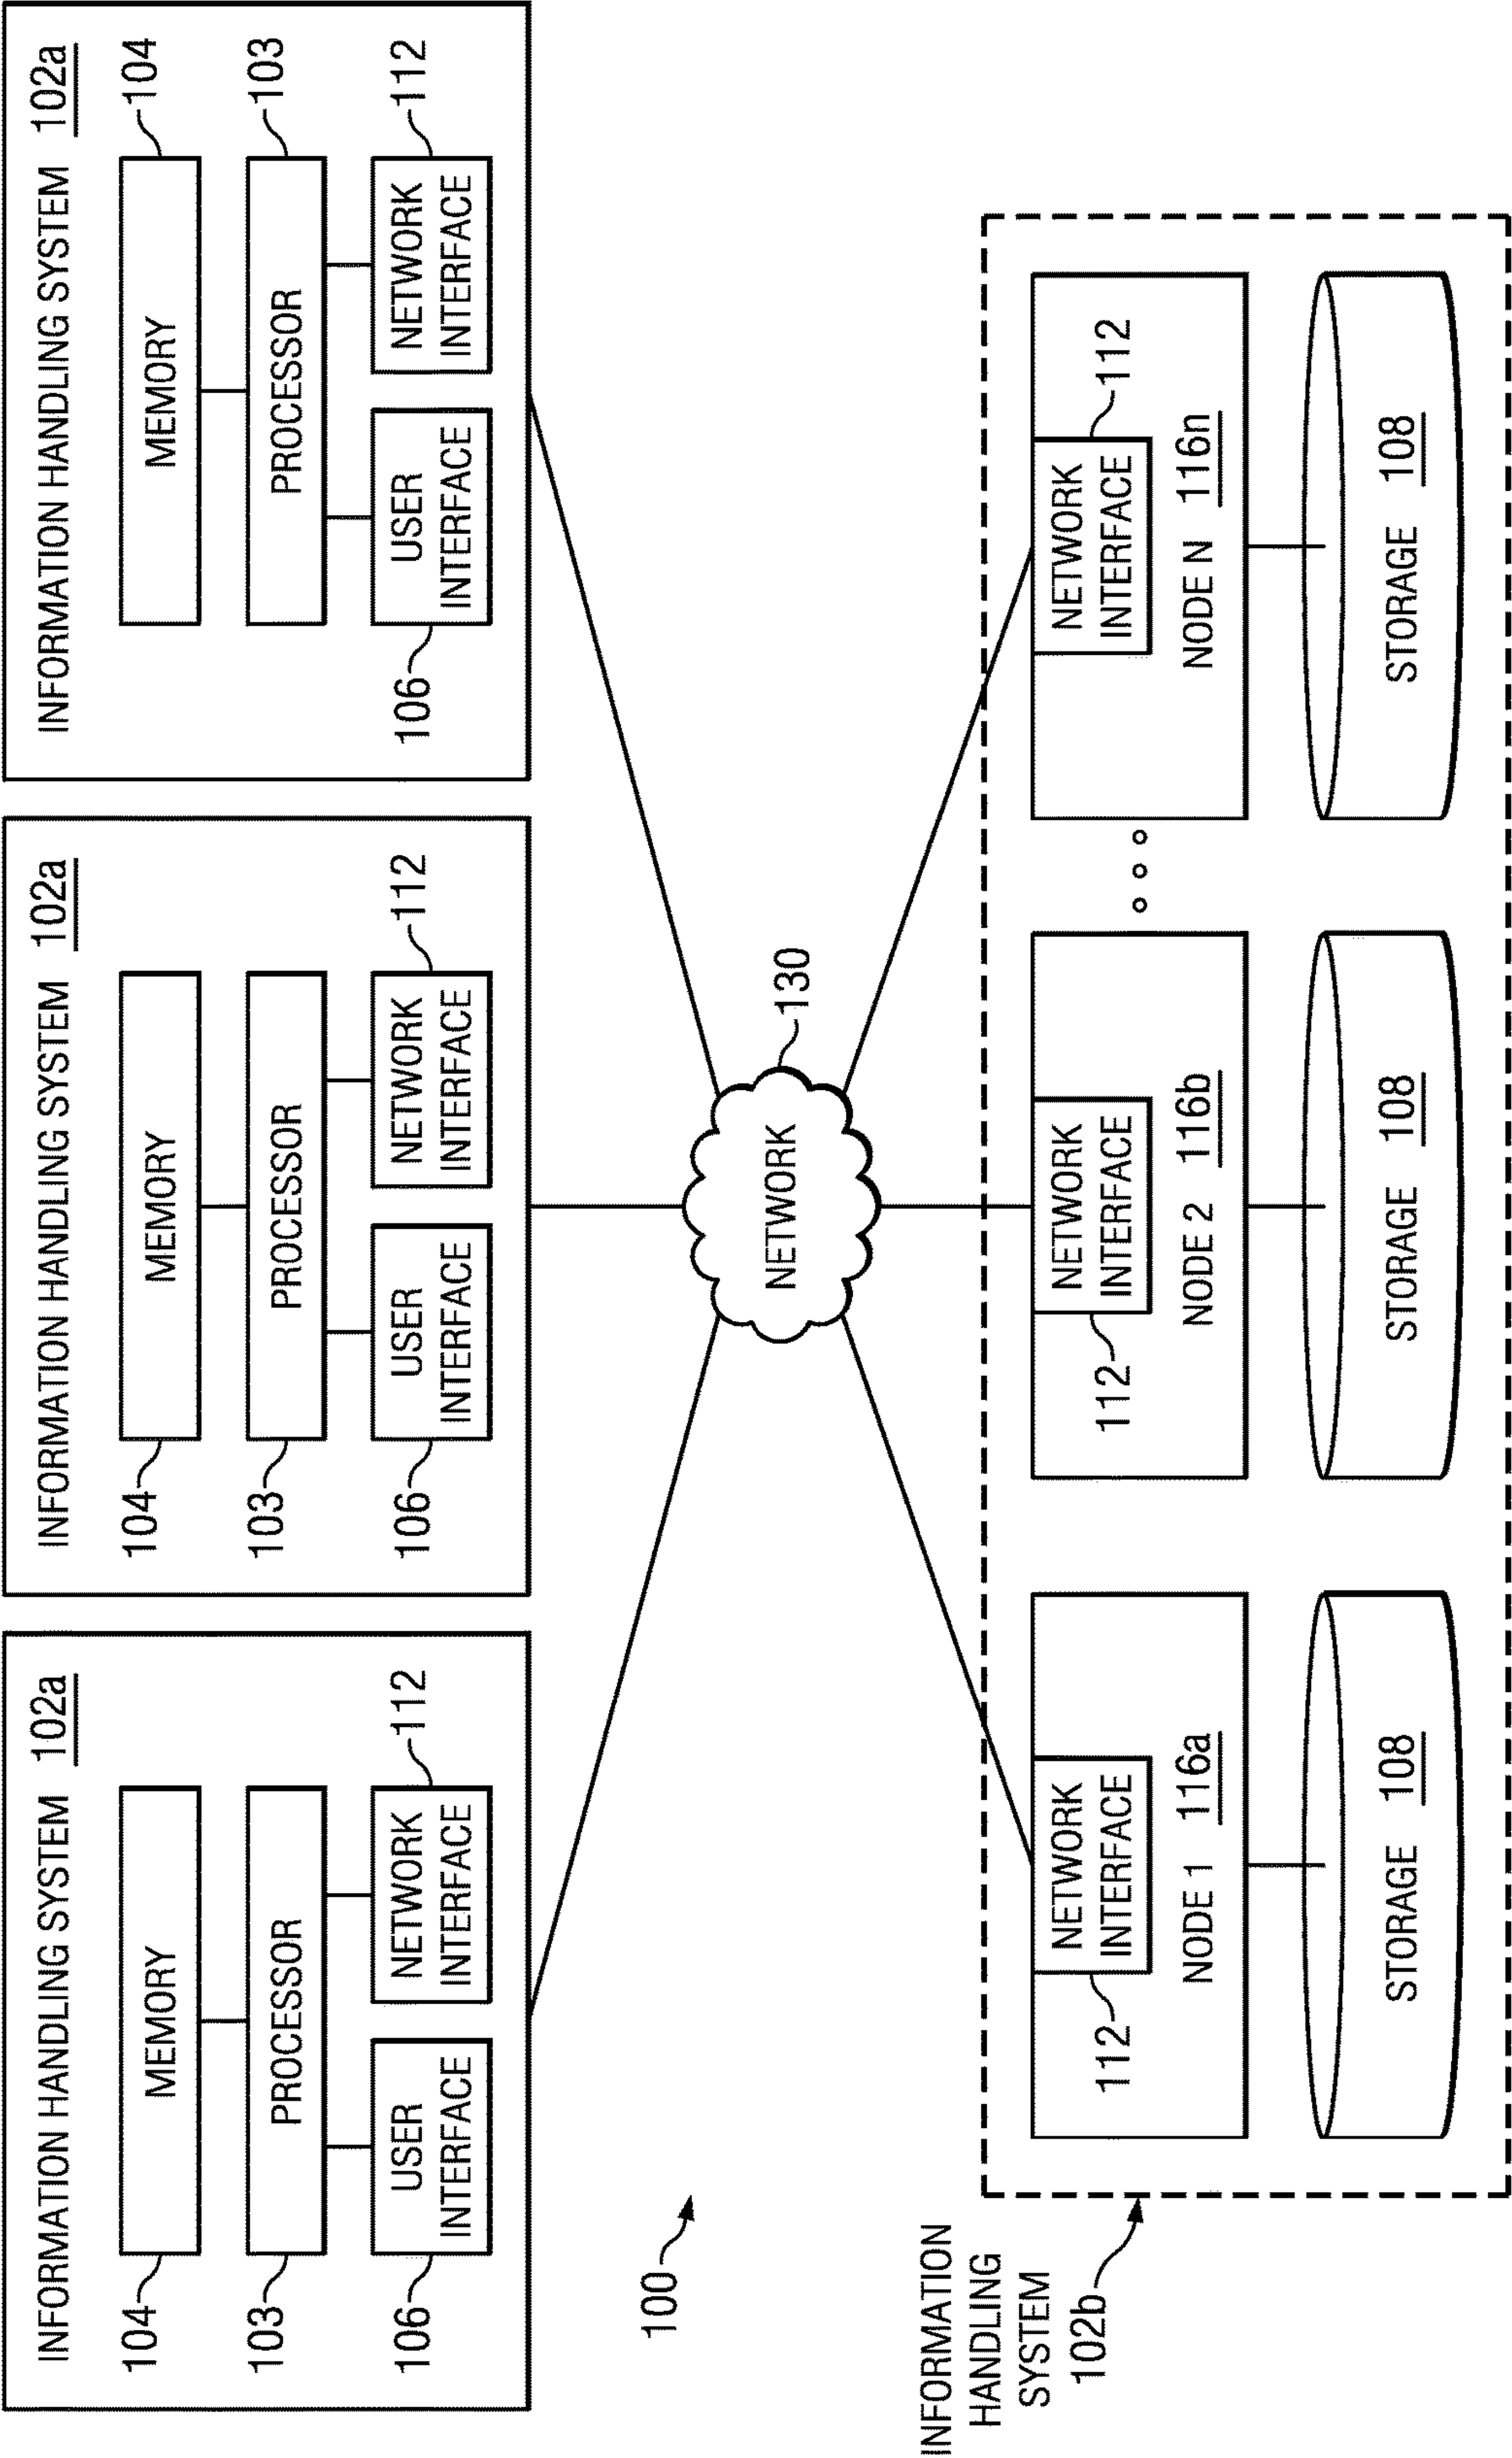 INFORMATION HANDLING SYSTEM 102a
104
MEMORY
103
PROCESSOR
106
USER
INTERFACE
NETWORK
INTERFACE
112
INFORMATION HANDLING SYSTEM 102a
104
MEMORY
103
PROCESSOR
106
USER
INTERFACE
NETWORK
INTERFACE
112
INFORMATION HANDLING SYSTEM 102a
MEMORY
104
PROCESSOR
103
106
USER
INTERFACE
NETWORK
INTERFACE
112
100
NETWORK
130
INFORMATION
HANDLING
SYSTEM
102b
112
NETWORK
INTERFACE
NODE 1 116a
STORAGE 108
112
NETWORK
INTERFACE
NODE 2 116b
STORAGE 108
NETWORK
INTERFACE
112
NODE N 116n
STORAGE 108